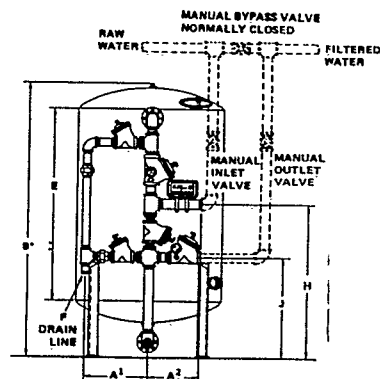 MANUAL BYPASS VALVE
NORMALLY CLOSED
RAW
WATER
FILTERED
WATER
MANUAL
INLET
VALVE
MANUAL
OUTLET
VALVE
E
H
J
F
DRAIN
LINE
A¹
A²